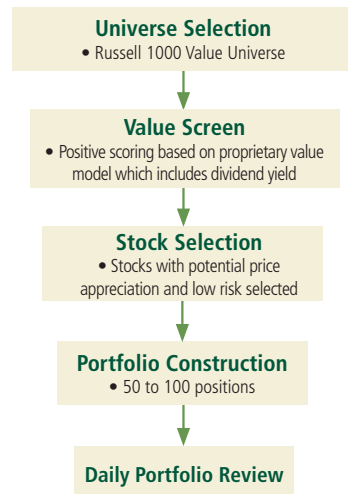 Universe Selection
• Russell 1000 Value Universe
Value Screen
• Positive scoring based on proprietary value
model which includes dividend yield
Stock Selection
• Stocks with potential price
appreciation and low risk selected
Portfolio Construction
• 50 to 100 positions
Daily Portfolio Review